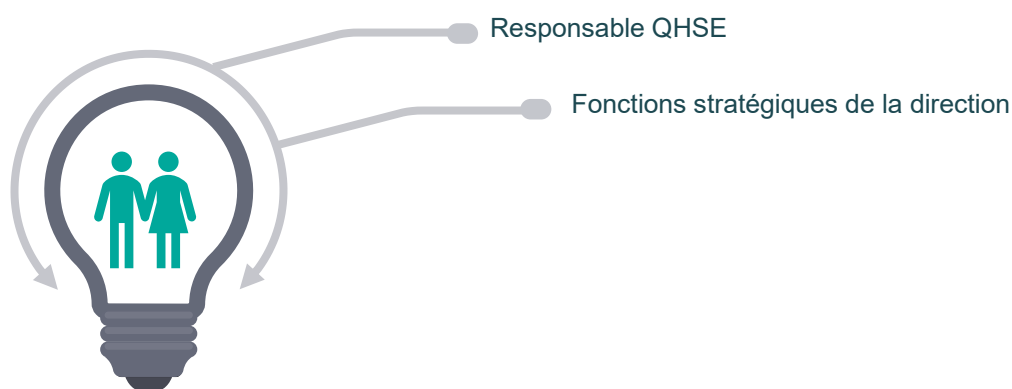 Responsable QHSE
Fonctions stratégiques de la direction